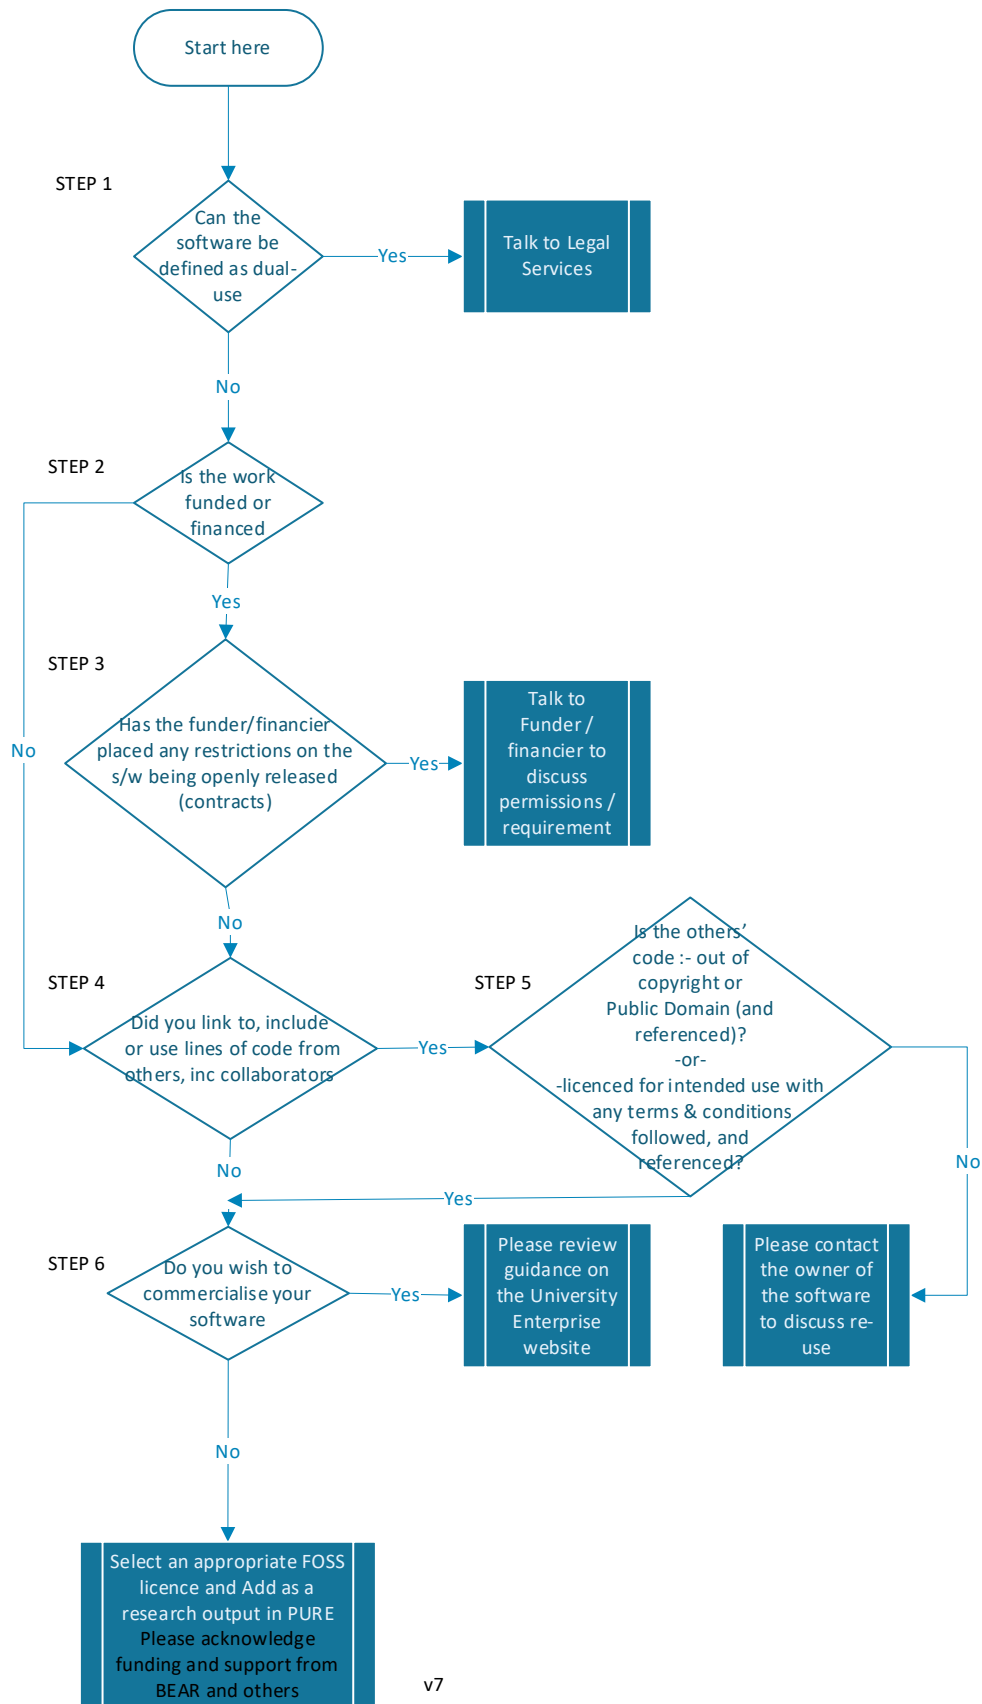 Start here
STEP 1
Can the
software be
defined as dual-
use
Yes
Talk to Legal
Services
No
STEP 2
Is the work
funded or
financed
Yes
STEP 3
Has the funder/financier
placed any restrictions on the
s/w being openly released
(contracts)
Yes
Talk to
Funder /
financier to
discuss
permissions /
requirement
No
No
STEP 4
Did you link to, include
or use lines of code from
others, inc collaborators
Yes
STEP 5
Is the others’
code :- out of
copyright or
Public Domain (and
referenced)?
-or-
-licenced for intended use with
any terms & conditions
followed, and
referenced?
No
No
Yes
STEP 6
Do you wish to
commercialise your
software
Yes
Please review
guidance on
the University
Enterprise
website
Please contact
the owner of
the software
to discuss re-
use
No
Select an appropriate FOSS
licence and Add as a
research output in PURE
Please acknowledge
funding and support from
BEAR and others
v7